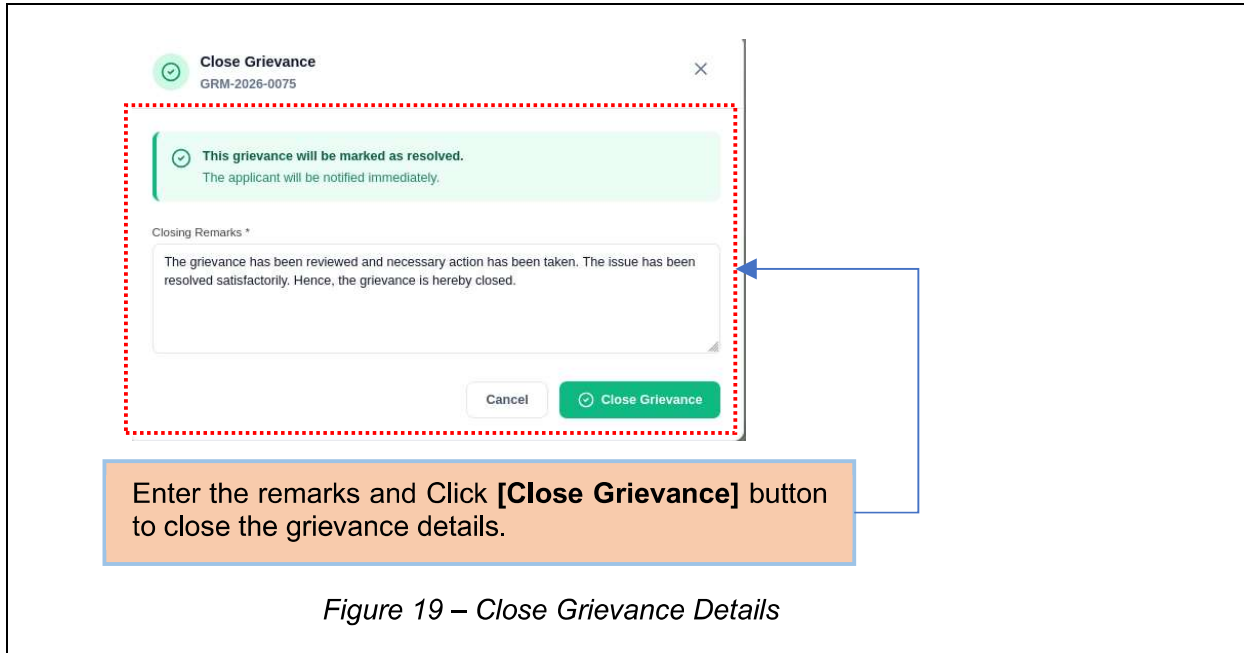 Close Grievance
GRM-2026-0075
This grievance will be marked as resolved.
The applicant will be notified immediately.
Closing Remarks *
The grievance has been reviewed and necessary action has been taken. The issue has been
resolved satisfactorily. Hence, the grievance is hereby closed.
Cancel
Close Grievance
Enter the remarks and Click [Close Grievance] button
to close the grievance details.
Figure 19 – Close Grievance Details